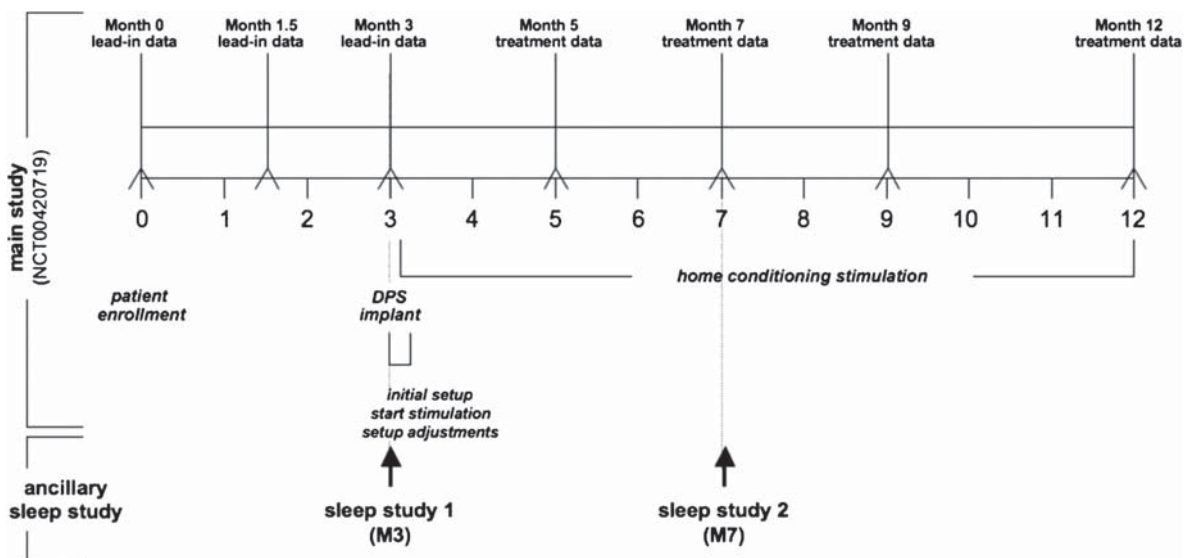 Month 0
lead-in data
Month 1.5
lead-in data
Month 3
lead-in data
Month 5
treatment data
Month 7
treatment data
Month 9
treatment data
Month 12
treatment data
main study
(NCT00420719)
0 1 2 3 4 5 6 7 8 9 10 11 12
home conditioning stimulation
patient
enrollment
DPS
implant
initial setup
start stimulation
setup adjustments
ancillary
sleep study
sleep study 1
(M3)
sleep study 2
(M7)